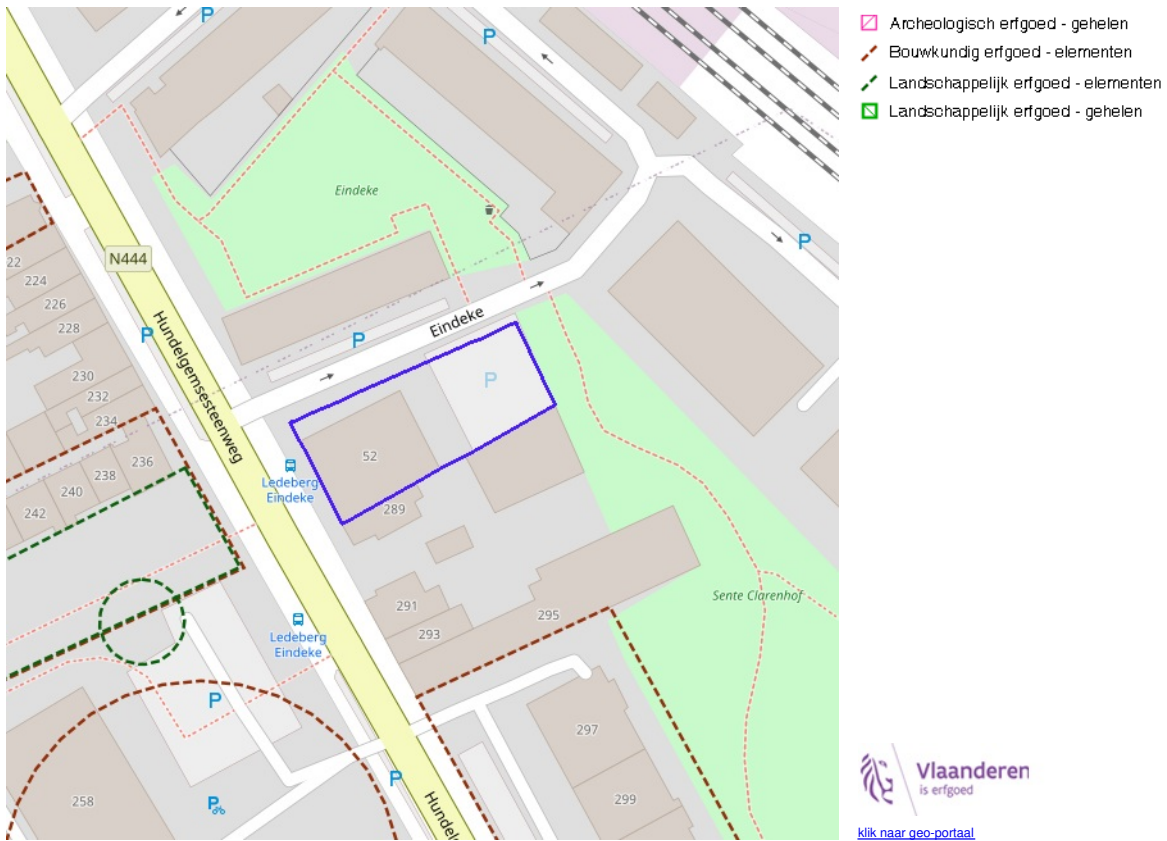 Archeologisch erfgoed - gehelen
Bouwkundig erfgoed - elementen
Landschappelijk erfgoed - elementen
Landschappelijk erfgoed - gehelen
P
P
Eindeke
P
N444
22
224
226
228
P
Hundelgemsesteenweg
P
Eindeke
P
230
232
234
236
238
240
242
52
Ledeberg
Eindeke
289
291
293
295
Sente Clarenhof
Ledeberg
Eindeke
P
297
299
P
258
P
Hundel
Vlaanderen
is erfgoed
klik naar geo-portaal